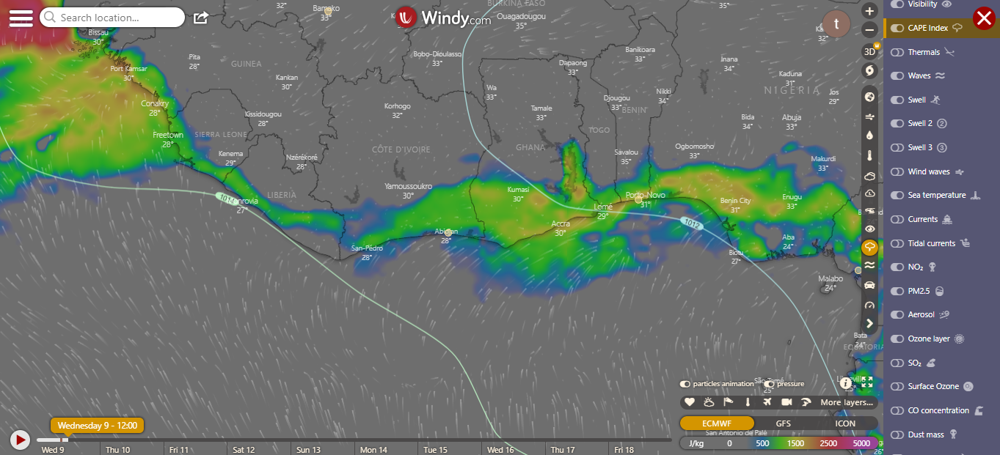 Search location...
Windy.com
t
+
−
3D
32°
Bamako
33°
BURKINA FASO
Ouagadougou
35°
35°
32°
Bissau
30°
Pita
28°
GUINEA
Bobo-Dioulasso
33°
Banikoara
33°
Dapaong
33°
Jnana
34°
Port Kamsar
30°
Kankan
30°
Kaduna
31°
NIGERIA
Wa
33°
Djougou
33°
Nikki
34°
Jos
29°
Conakry
28°
Kissidougou
28°
Korhogo
32°
Tamale
33°
BENIN
Bida
34°
Abuja
33°
TOGO
Freetown
28°
SIERRA LEONE
Kenema
29°
Nzérékoré
28°
CÔTE D'IVOIRE
GHANA
Savalou
35°
Ogbomosho
33°
Makurdi
33°
Yamoussoukro
30°
Kumasi
30°
LIBERIA
1014
nrovia
27°
Porto-Novo
31°
Benin City
31°
Enugu
33°
Lomé
29°
Accra
30°
1012
Abidjan
28°
San-Pédro
28°
Aba
24°
Biotu
27°
Malabo
24°
Bata
24°
EQUATORIA
São Tomé
25°
particles animation
pressure
More layers...
ECMWF
GFS
ICON
San Antonio de Palé
J/kg
0
500
1500
2500
5000
26°
Wednesday 9 - 12:00
Wed 9
Thu 10
Fri 11
Sat 12
Sun 13
Mon 14
Tue 15
Wed 16
Thu 17
Fri 18
Visibility
CAPE Index
Thermals
Waves
Swell
Swell 2
2
Swell 3
3
Wind waves
Sea temperature
Currents
Tidal currents
NO₂
PM2.5
Aerosol
Ozone layer
SO₂
Surface Ozone
CO concentration
Dust mass